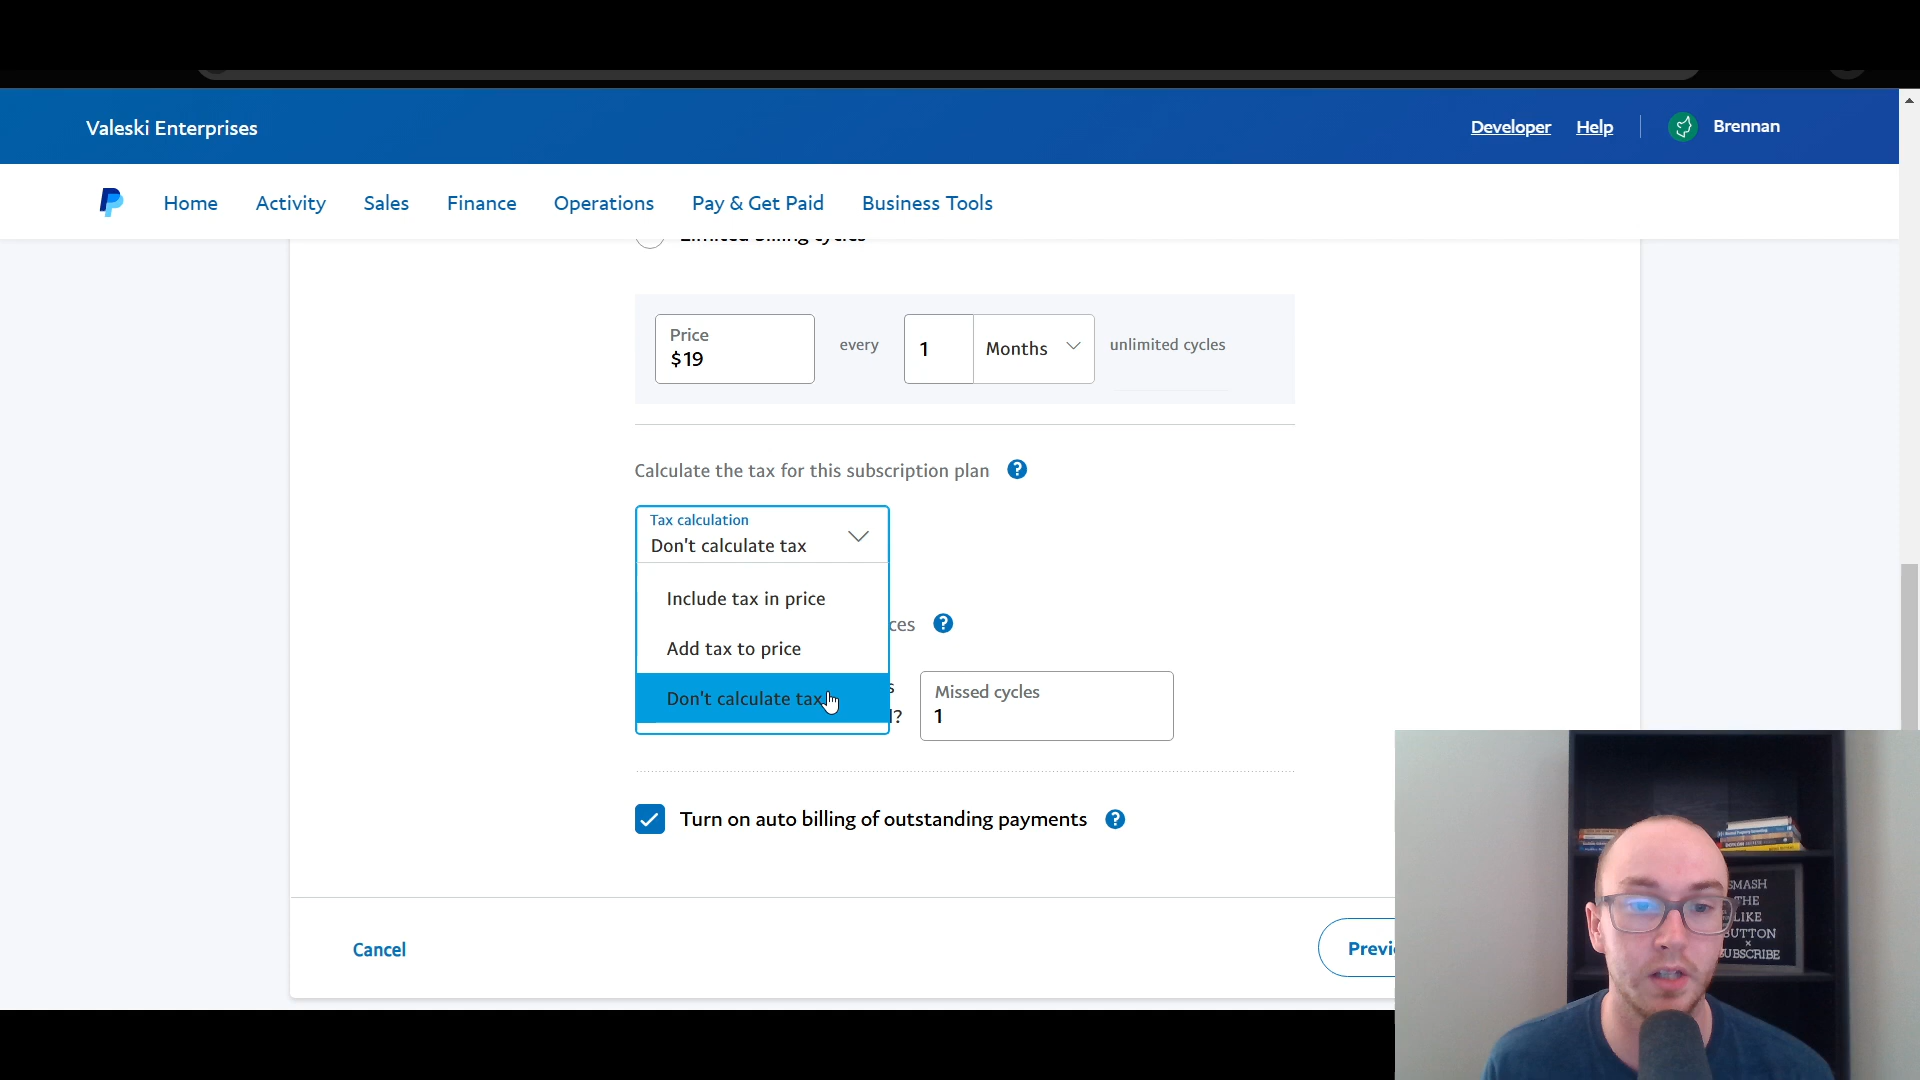 Valeski Enterprises
Developer Help Brennan
Home Activity Sales Finance Operations Pay & Get Paid Business Tools
Limited billing cycles
Price
$19
every 1 Months unlimited cycles
Calculate the tax for this subscription plan ?
Tax calculation
Don't calculate tax
Include tax in price
ces ?
Add tax to price
Don't calculate tax
s
d?
Missed cycles
1
Turn on auto billing of outstanding payments ?
Cancel
Previ
SMASH
THE
LIKE
BUTTON
×
SUBSCRIBE